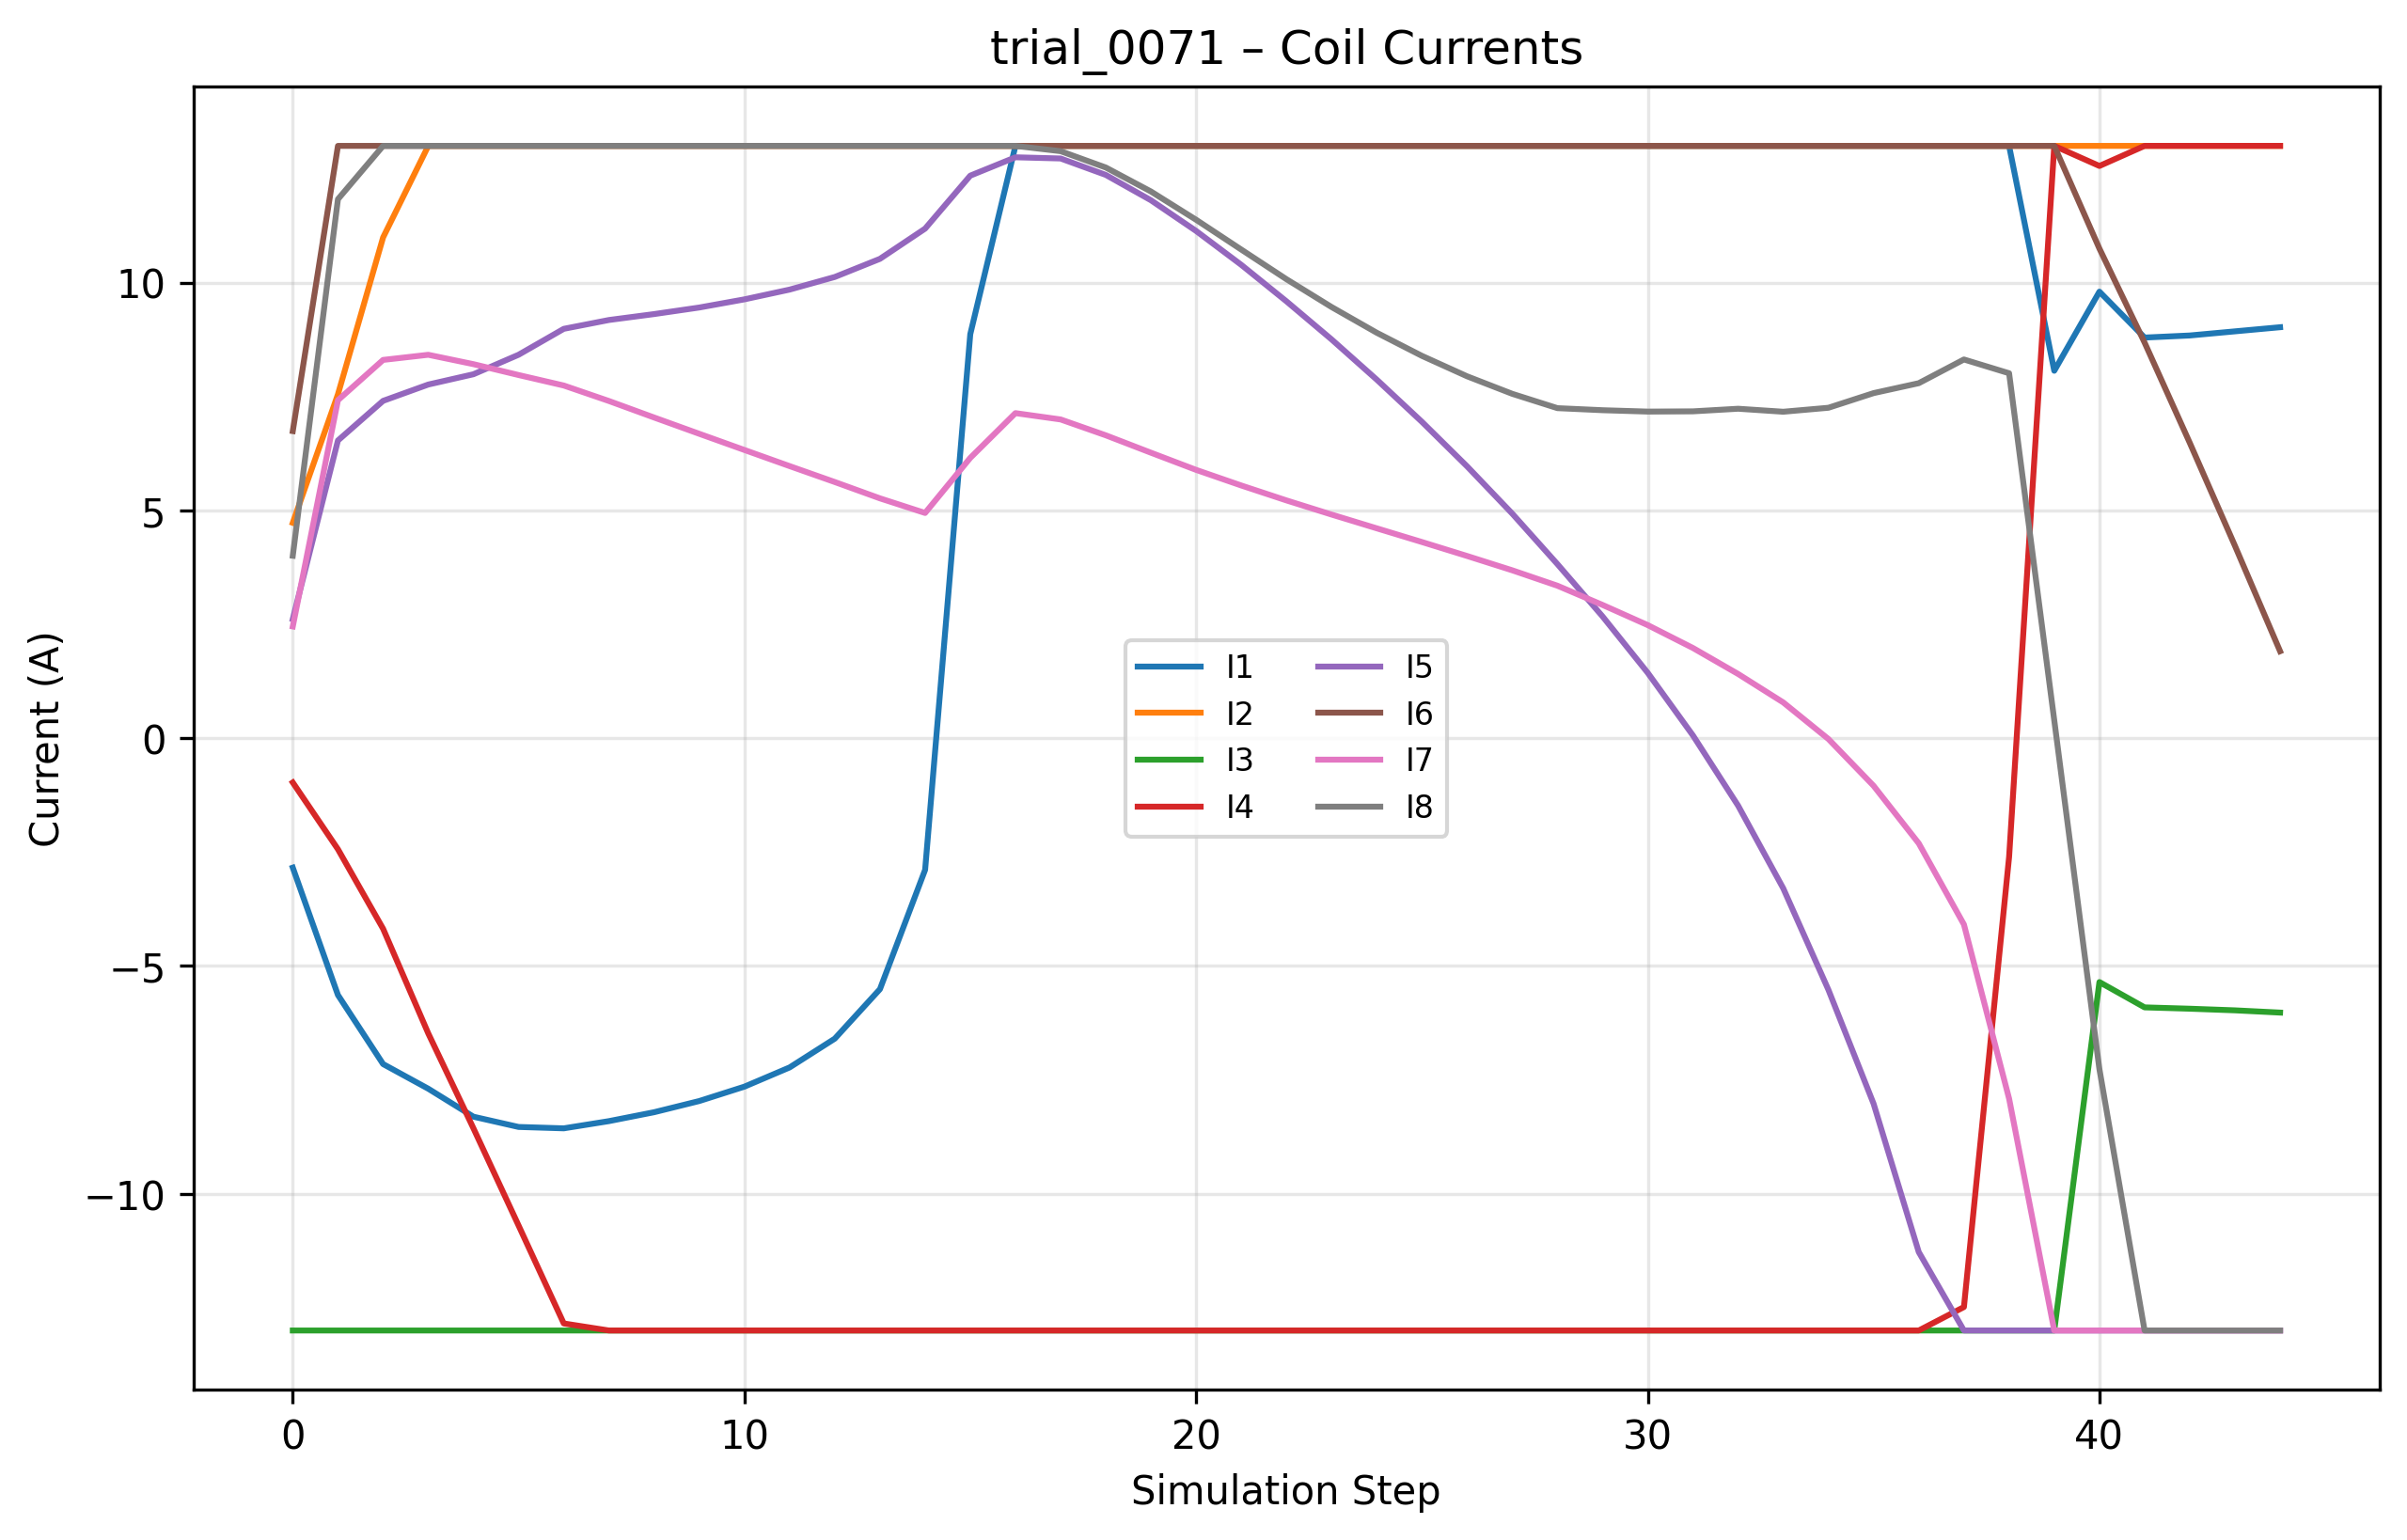 trial_0071 – Coil Currents
Current (A)
10
5
0
−5
−10
I1
I2
I3
I4
I5
I6
I7
I8
0
10
20
30
40
Simulation Step